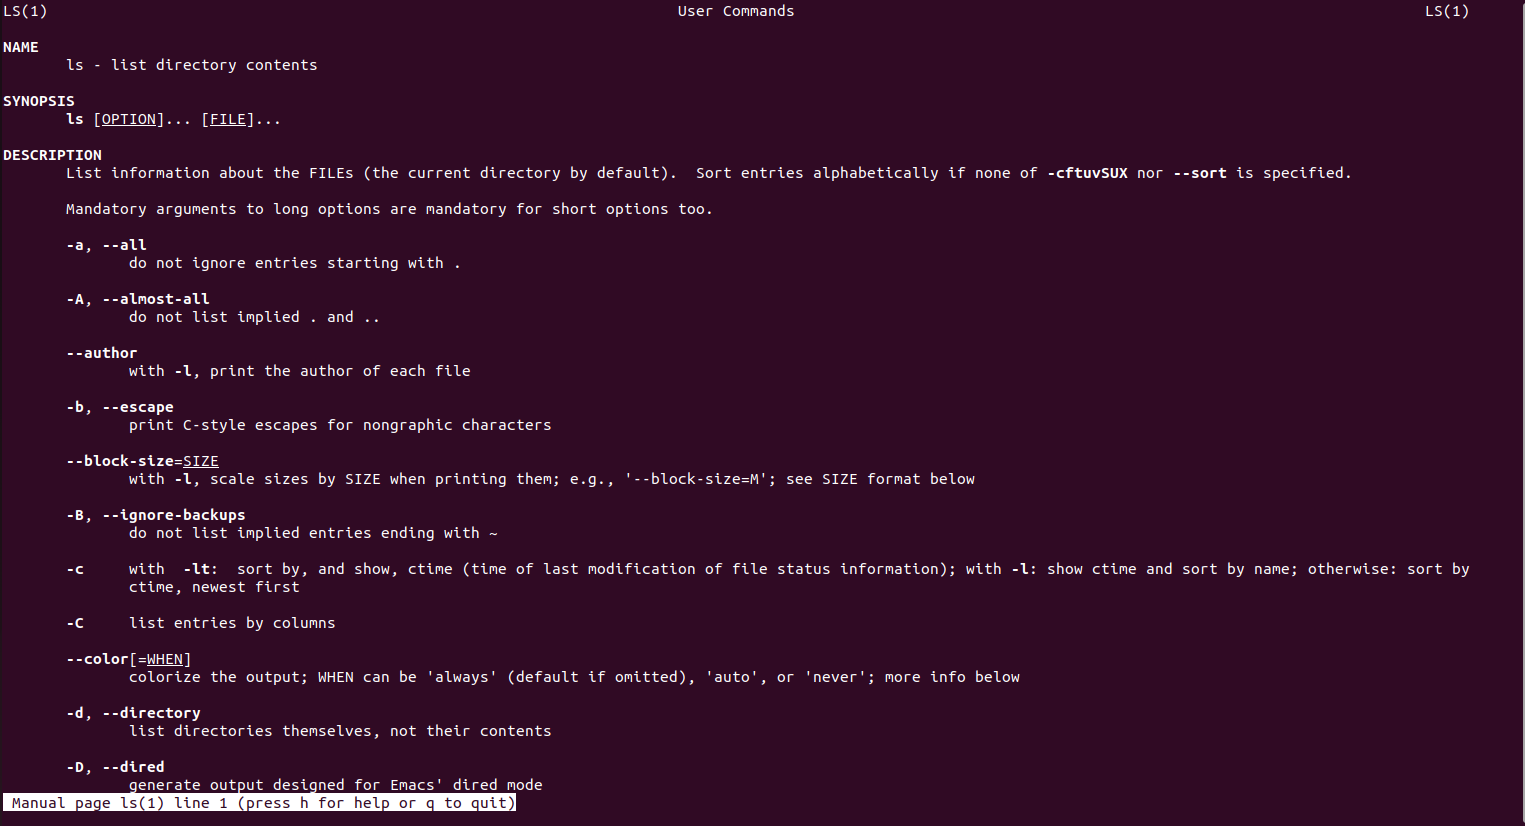 LS(1) User Commands LS(1)
NAME
ls - list directory contents
SYNOPSIS
ls [OPTION]... [FILE]...
DESCRIPTION
List information about the FILEs (the current directory by default).  Sort entries alphabetically if none of -cftuvSUX nor --sort is specified.
Mandatory arguments to long options are mandatory for short options too.
-a, --all
do not ignore entries starting with .
-A, --almost-all
do not list implied . and ..
--author
with -l, print the author of each file
-b, --escape
print C-style escapes for nongraphic characters
--block-size=SIZE
with -l, scale sizes by SIZE when printing them; e.g., '--block-size=M'; see SIZE format below
-B, --ignore-backups
do not list implied entries ending with ~
-c     with  -lt:  sort by, and show, ctime (time of last modification of file status information); with -l: show ctime and sort by name; otherwise: sort by
ctime, newest first
-C     list entries by columns
--color[=WHEN]
colorize the output; WHEN can be 'always' (default if omitted), 'auto', or 'never'; more info below
-d, --directory
list directories themselves, not their contents
-D, --dired
generate output designed for Emacs' dired mode
Manual page ls(1) line 1 (press h for help or q to quit)